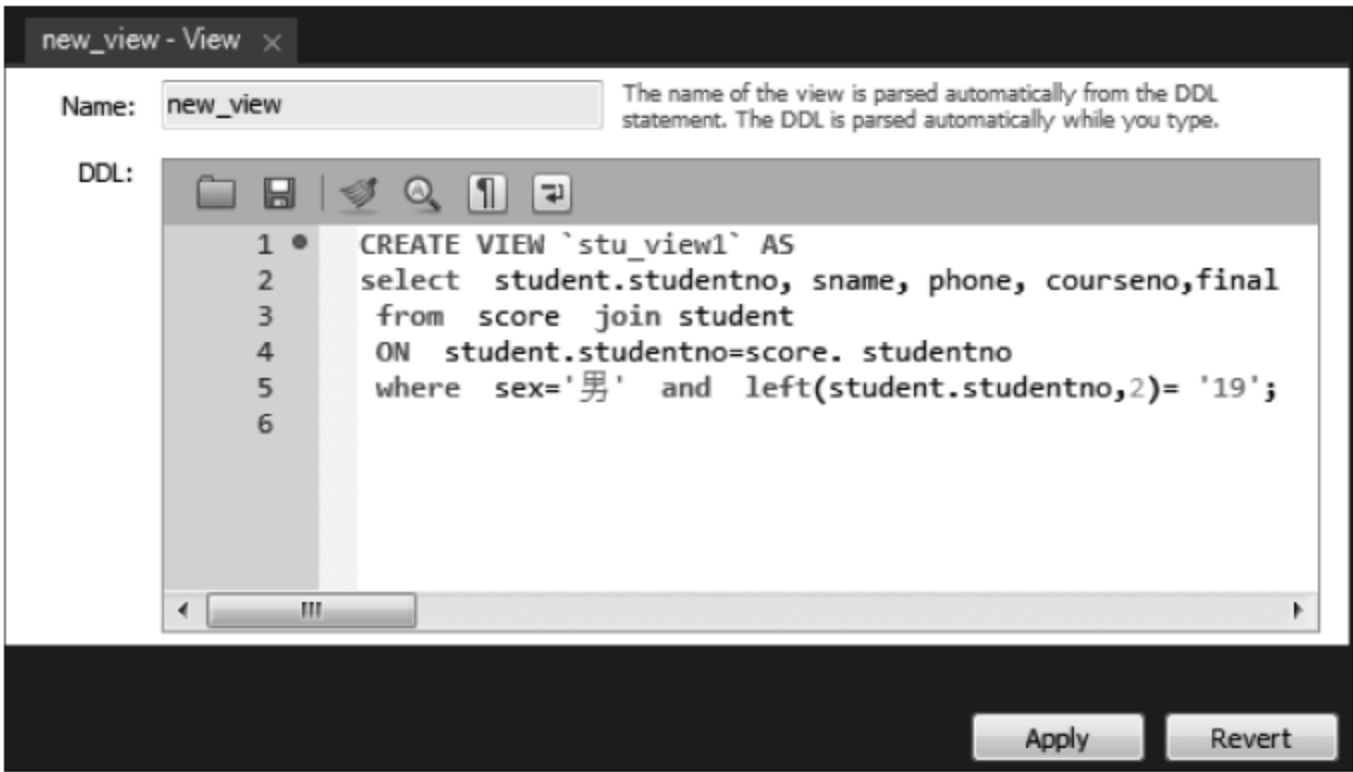 new_view - View ×
Name:
new_view
The name of the view is parsed automatically from the DDL
statement. The DDL is parsed automatically while you type.
DDL:
1 CREATE VIEW `stu_view1` AS
2 select  student.studentno, sname, phone, courseno,final
3  from  score  join student
4  ON  student.studentno=score. studentno
5  where  sex='男'  and  left(student.studentno,2)= '19';
6
Apply
Revert